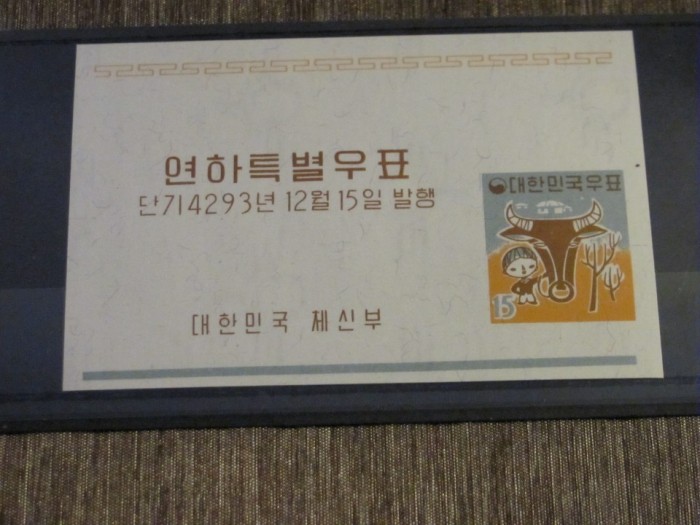 연하특별우표
단기4293년 12월 15일 발행
대한민국우표
15
대한민국 체신부